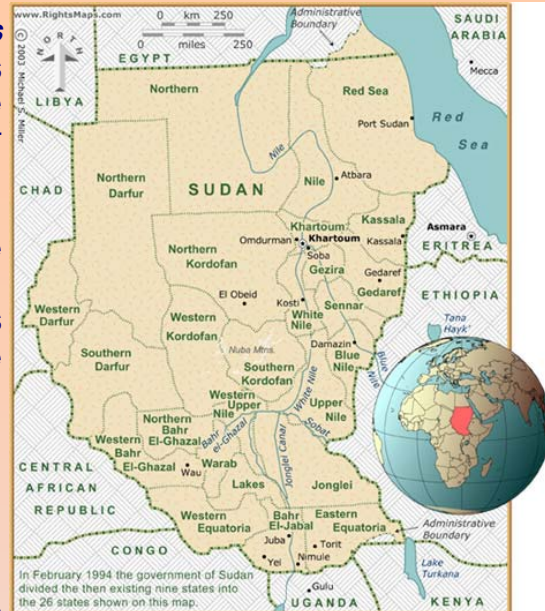 www.RightsMaps.com
© 2003 Michael S. Miller
NORTH
0 km 250
0 miles 250
Administrative
Boundary
SAUDI
ARABIA
EGYPT
Mecca
LIBYA
Northern
Red Sea
Port Sudan
Red
Sea
Nile
Northern
Darfur
SUDAN
Nile
Atbara
CHAD
Khartoum
Kassala
Omdurman
Khartoum
Asmara
Northern
Kordofan
Soba
Kassala
ERITREA
Gezira
Gedaref
El Obeid
Kosti
Sennar
Gedaref
ETHIOPIA
Western
Darfur
Western
Kordofan
White
Nile
Tana
Hayk'
Damazin
Southern
Darfur
Nuba Mtns.
Blue
Nile
Blue
Nile
Southern
Kordofan
White Nile
Western
Upper
Nile
Upper
Nile
Northern
Bahr
El-Ghazal
Bahr
el-Ghazal
Sobat
Western
Bahr
El-Ghazal
Warab
Jonglei Canar
Wau
Lakes
Jonglei
CENTRAL
AFRICAN
REPUBLIC
Western
Equatoria
Bahr
El-Jabal
Eastern
Equatoria
Administrative
Boundary
CONGO
Juba
Torit
Yei
Nimule
Lake
Turkana
In February 1994 the government of Sudan
divided the then existing nine states into
the 26 states shown on this map.
Gulu
UGANDA
KENYA